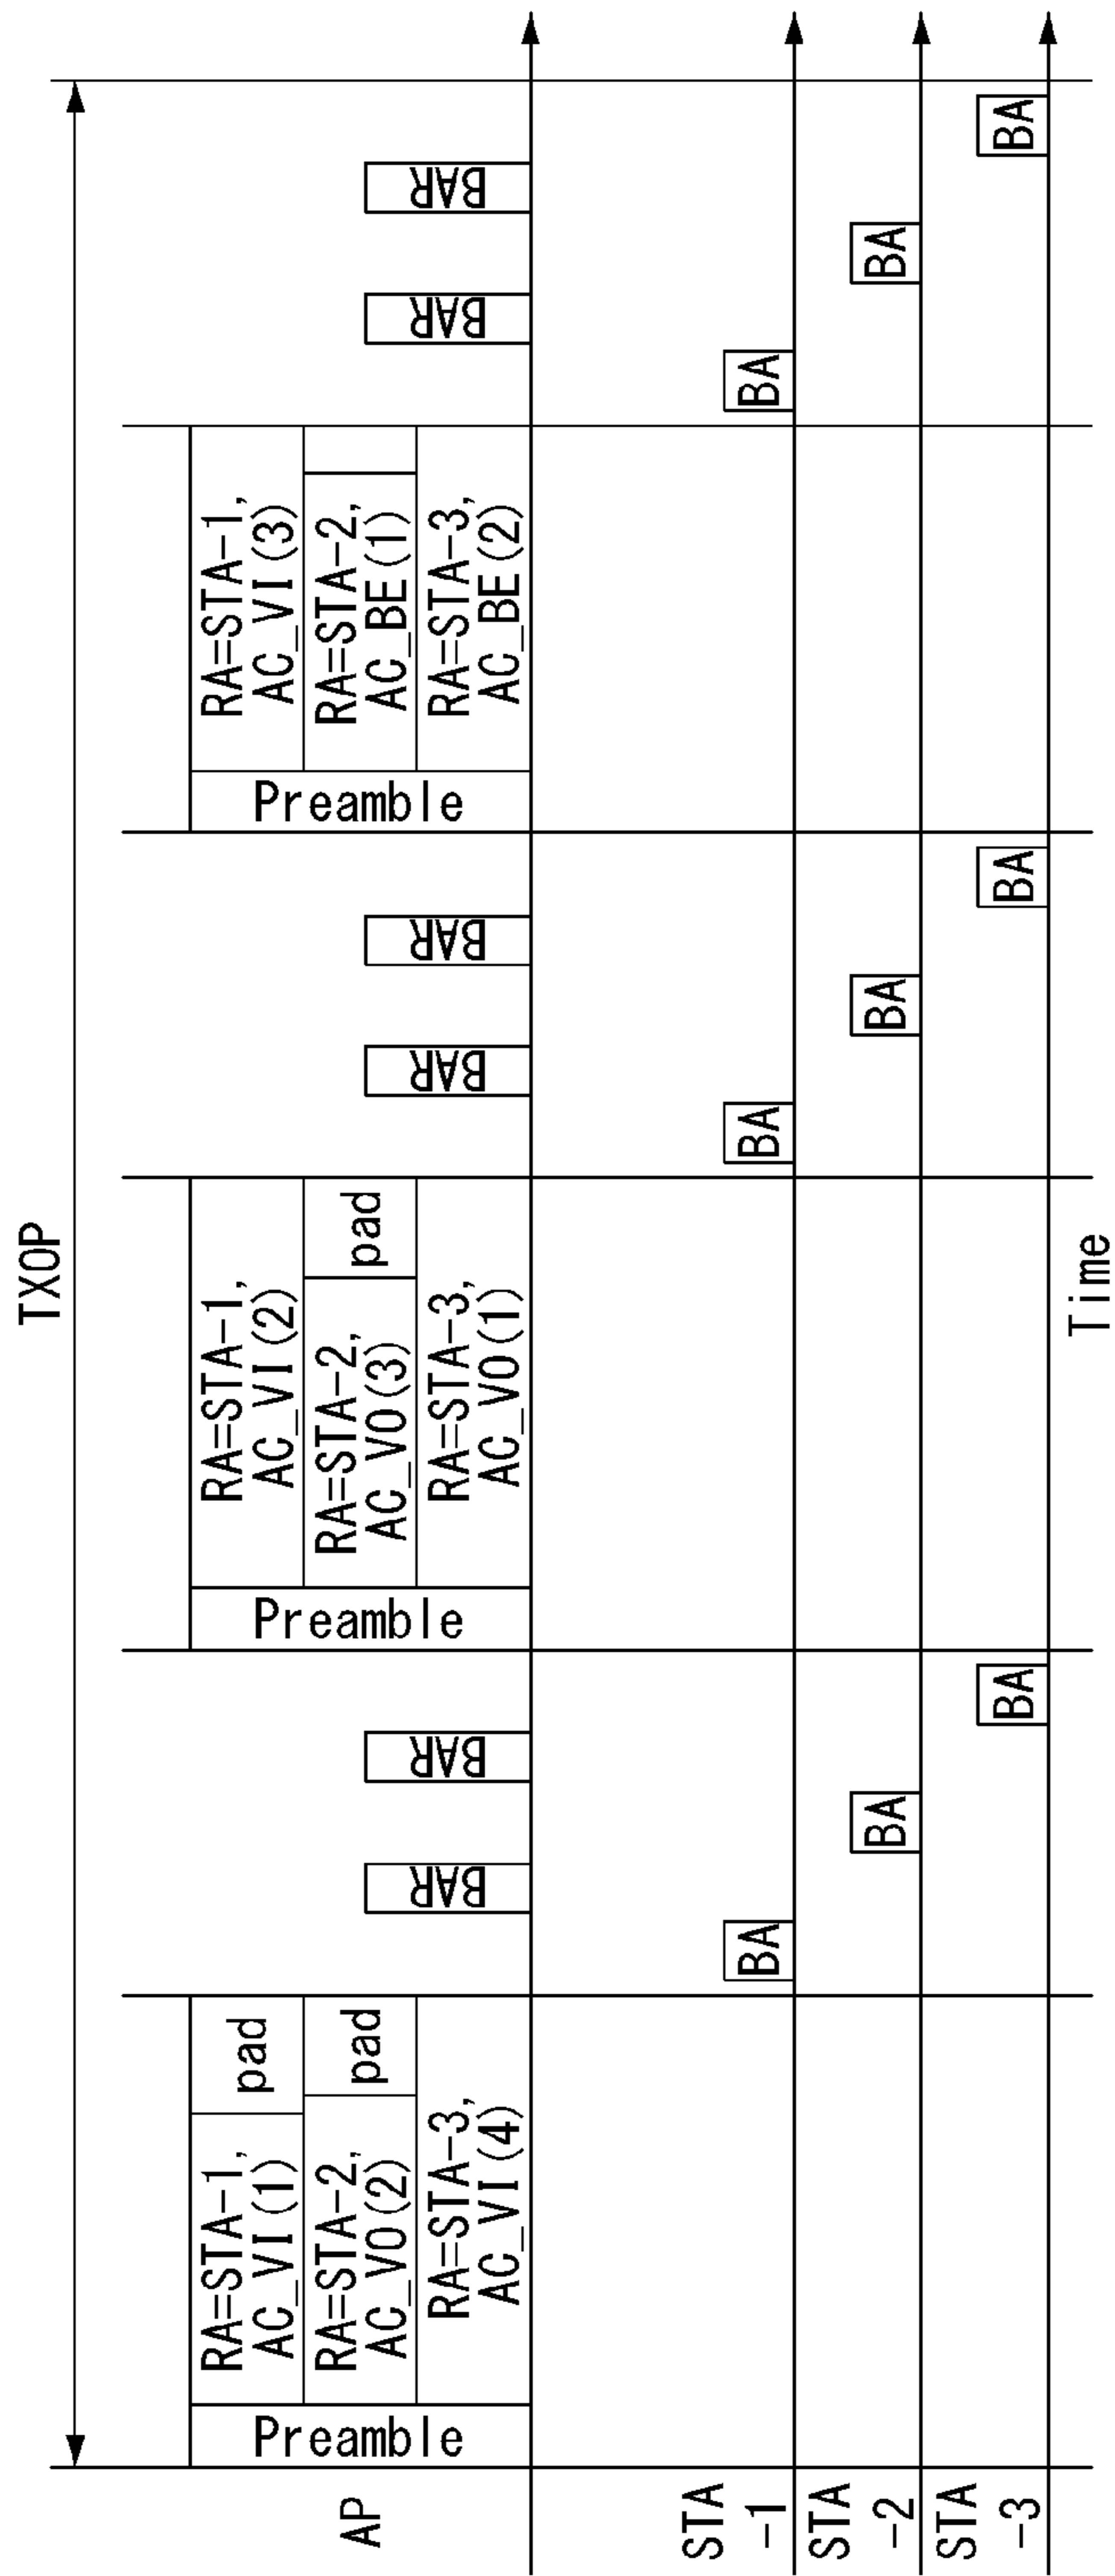 TXOP
AP
Preamble
RA=STA-1,
AC_VI(1)
pad
RA=STA-2,
AC_VO(2)
pad
RA=STA-3,
AC_VI(4)
BAR
BAR
Preamble
RA=STA-1,
AC_VI(2)
RA=STA-2,
AC_VO(3)
pad
RA=STA-3,
AC_VO(1)
BAR
BAR
Preamble
RA=STA-1,
AC_VI(3)
RA=STA-2,
AC_BE(1)
RA=STA-3,
AC_BE(2)
BAR
BAR
STA
-1
BA
BA
BA
STA
-2
BA
BA
BA
STA
-3
BA
BA
BA
Time